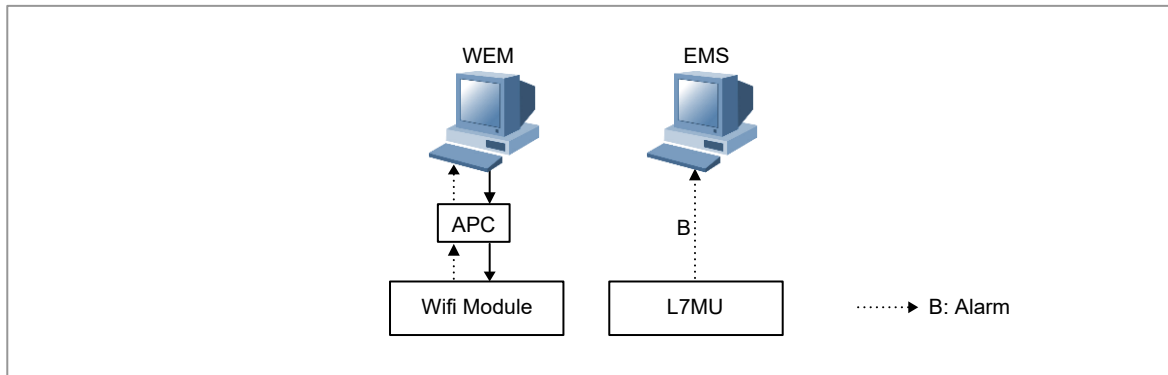 WEM
EMS
APC
B
Wifi Module
L7MU
B: Alarm